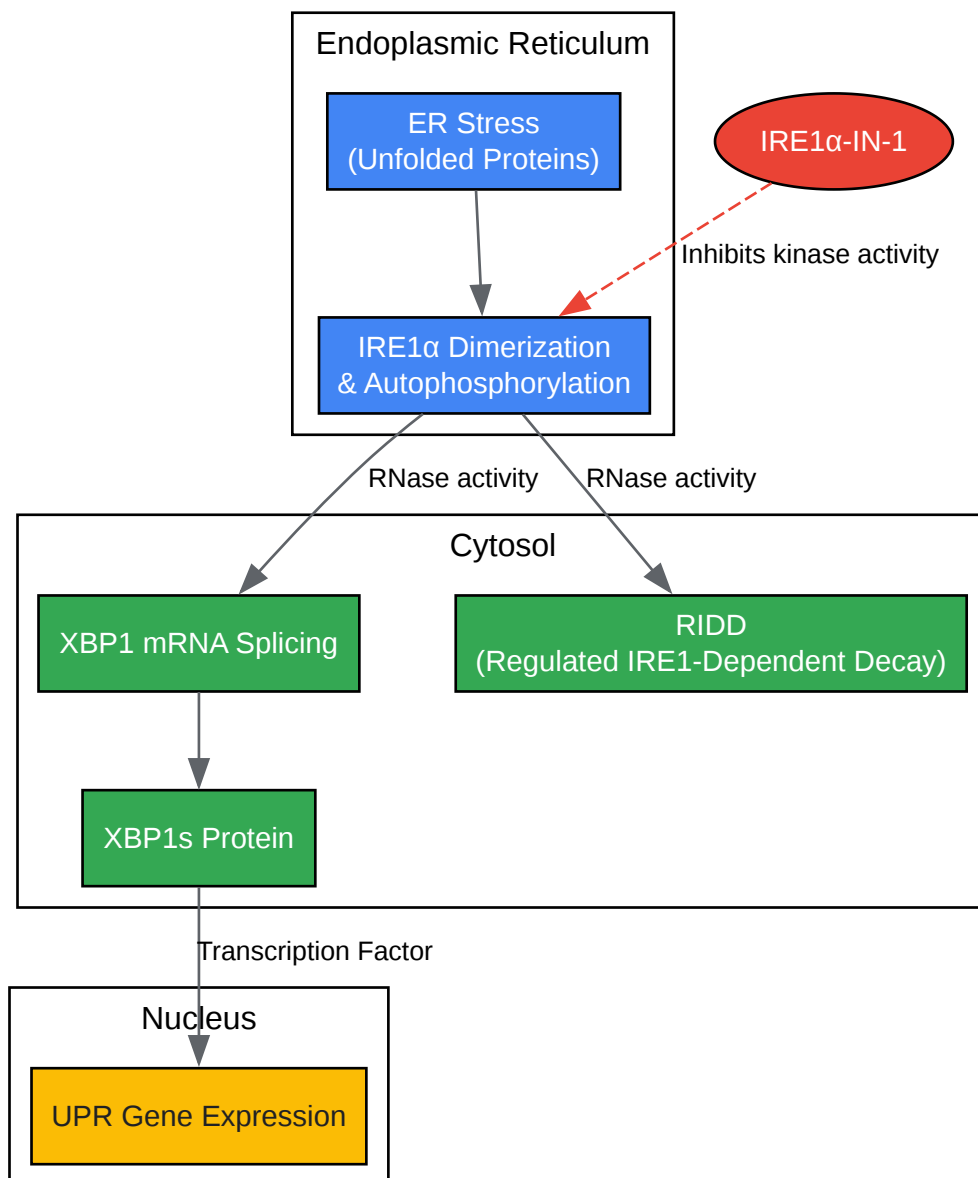 Endoplasmic Reticulum
ER Stress
(Unfolded Proteins)
IRE1α-IN-1
Inhibits kinase activity
IRE1α Dimerization
& Autophosphorylation
RNase activity
RNase activity
Cytosol
XBP1 mRNA Splicing
RIDD
(Regulated IRE1-Dependent Decay)
XBP1s Protein
Transcription Factor
Nucleus
UPR Gene Expression